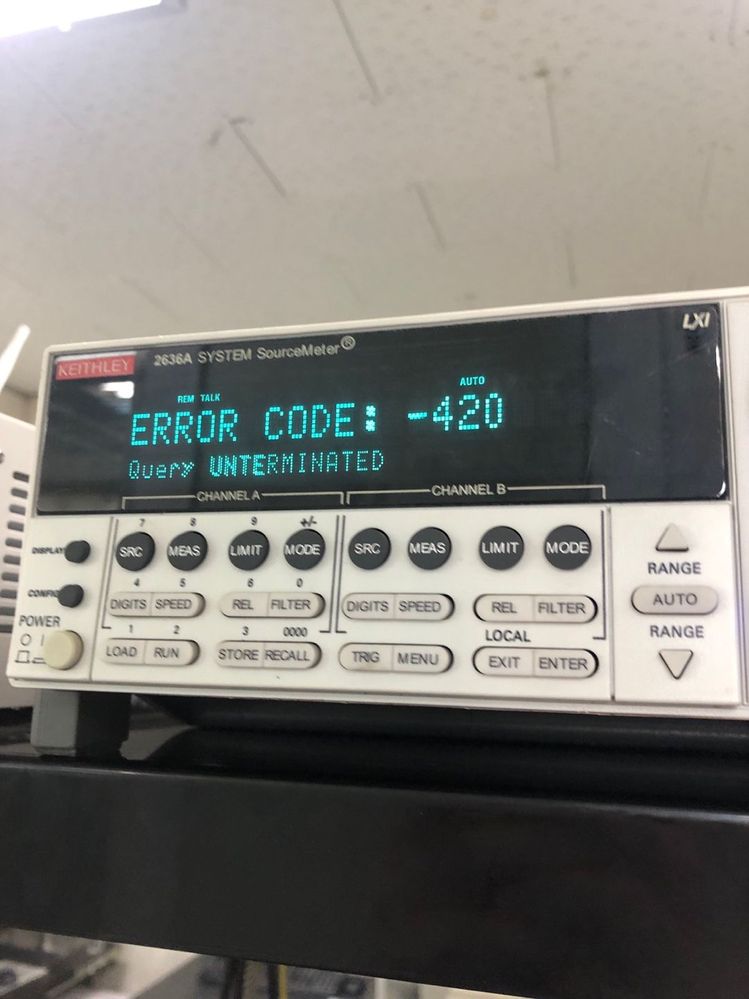 LXI
KEITHLEY 2636A SYSTEM SourceMeter®
REM TALK AUTO
ERROR CODE: -420
Query UNTERMINATED
CHANNEL A CHANNEL B
7 8 9 +/-
DISPLAY SRC MEAS LIMIT MODE SRC MEAS LIMIT MODE
RANGE
4 5 6 0
CONFIG DIGITS SPEED REL FILTER DIGITS SPEED REL FILTER AUTO
POWER 1 2 3 0000 LOCAL RANGE
O I LOAD RUN STORE RECALL TRIG MENU EXIT ENTER